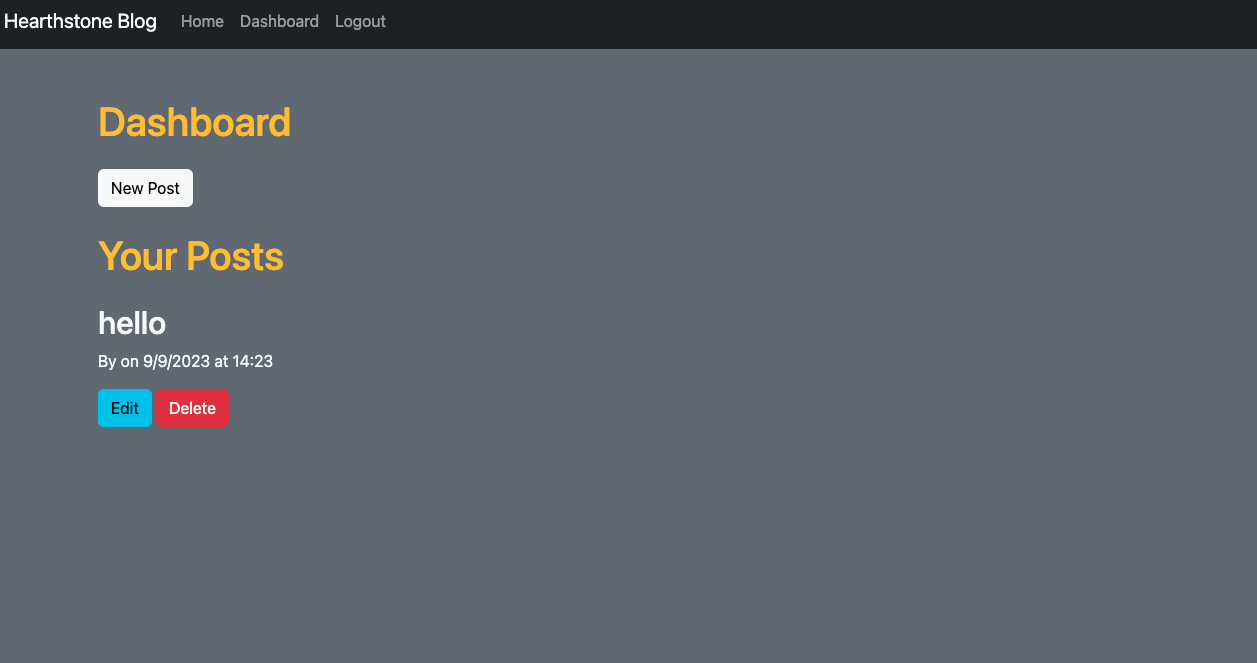 Hearthstone Blog Home Dashboard Logout
Dashboard
New Post
Your Posts
hello
By on 9/9/2023 at 14:23
Edit Delete